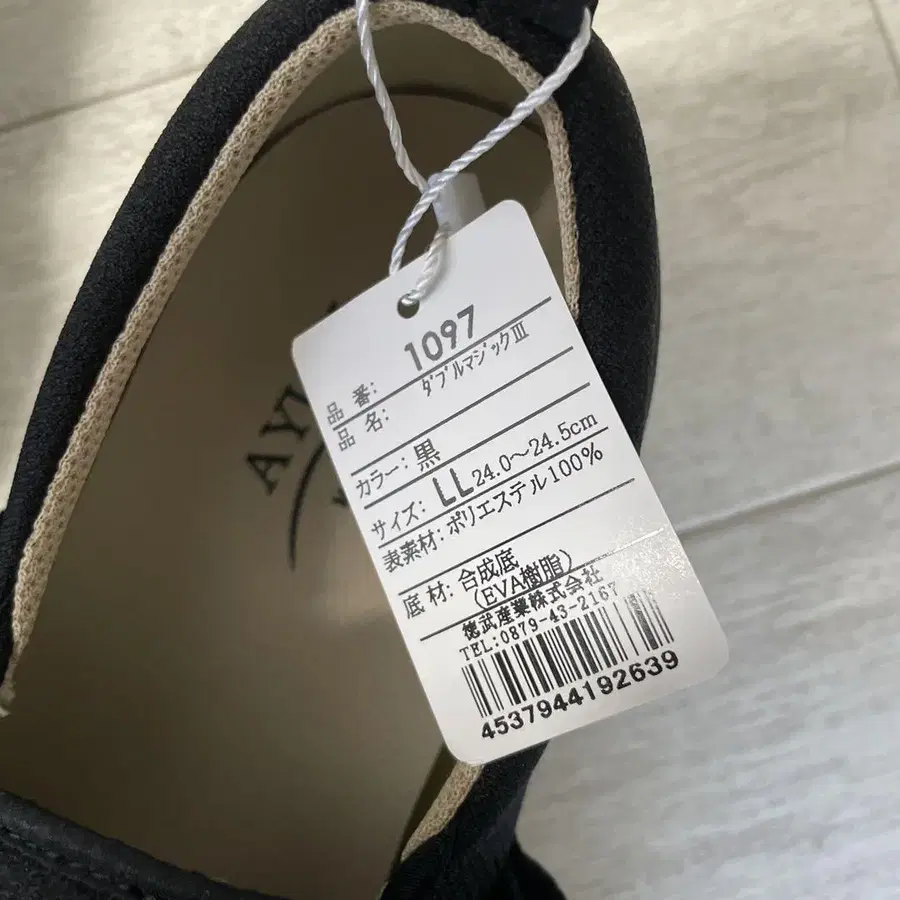 AY
品番: 1097
品名: ダブルマジックIII
カラー: 黒
サイズ: LL 24.0~24.5cm
表素材: ポリエステル100%
底材: 合成底
(EVA樹脂)
徳武産業株式会社
TEL:0879-43-2167
4537944192639